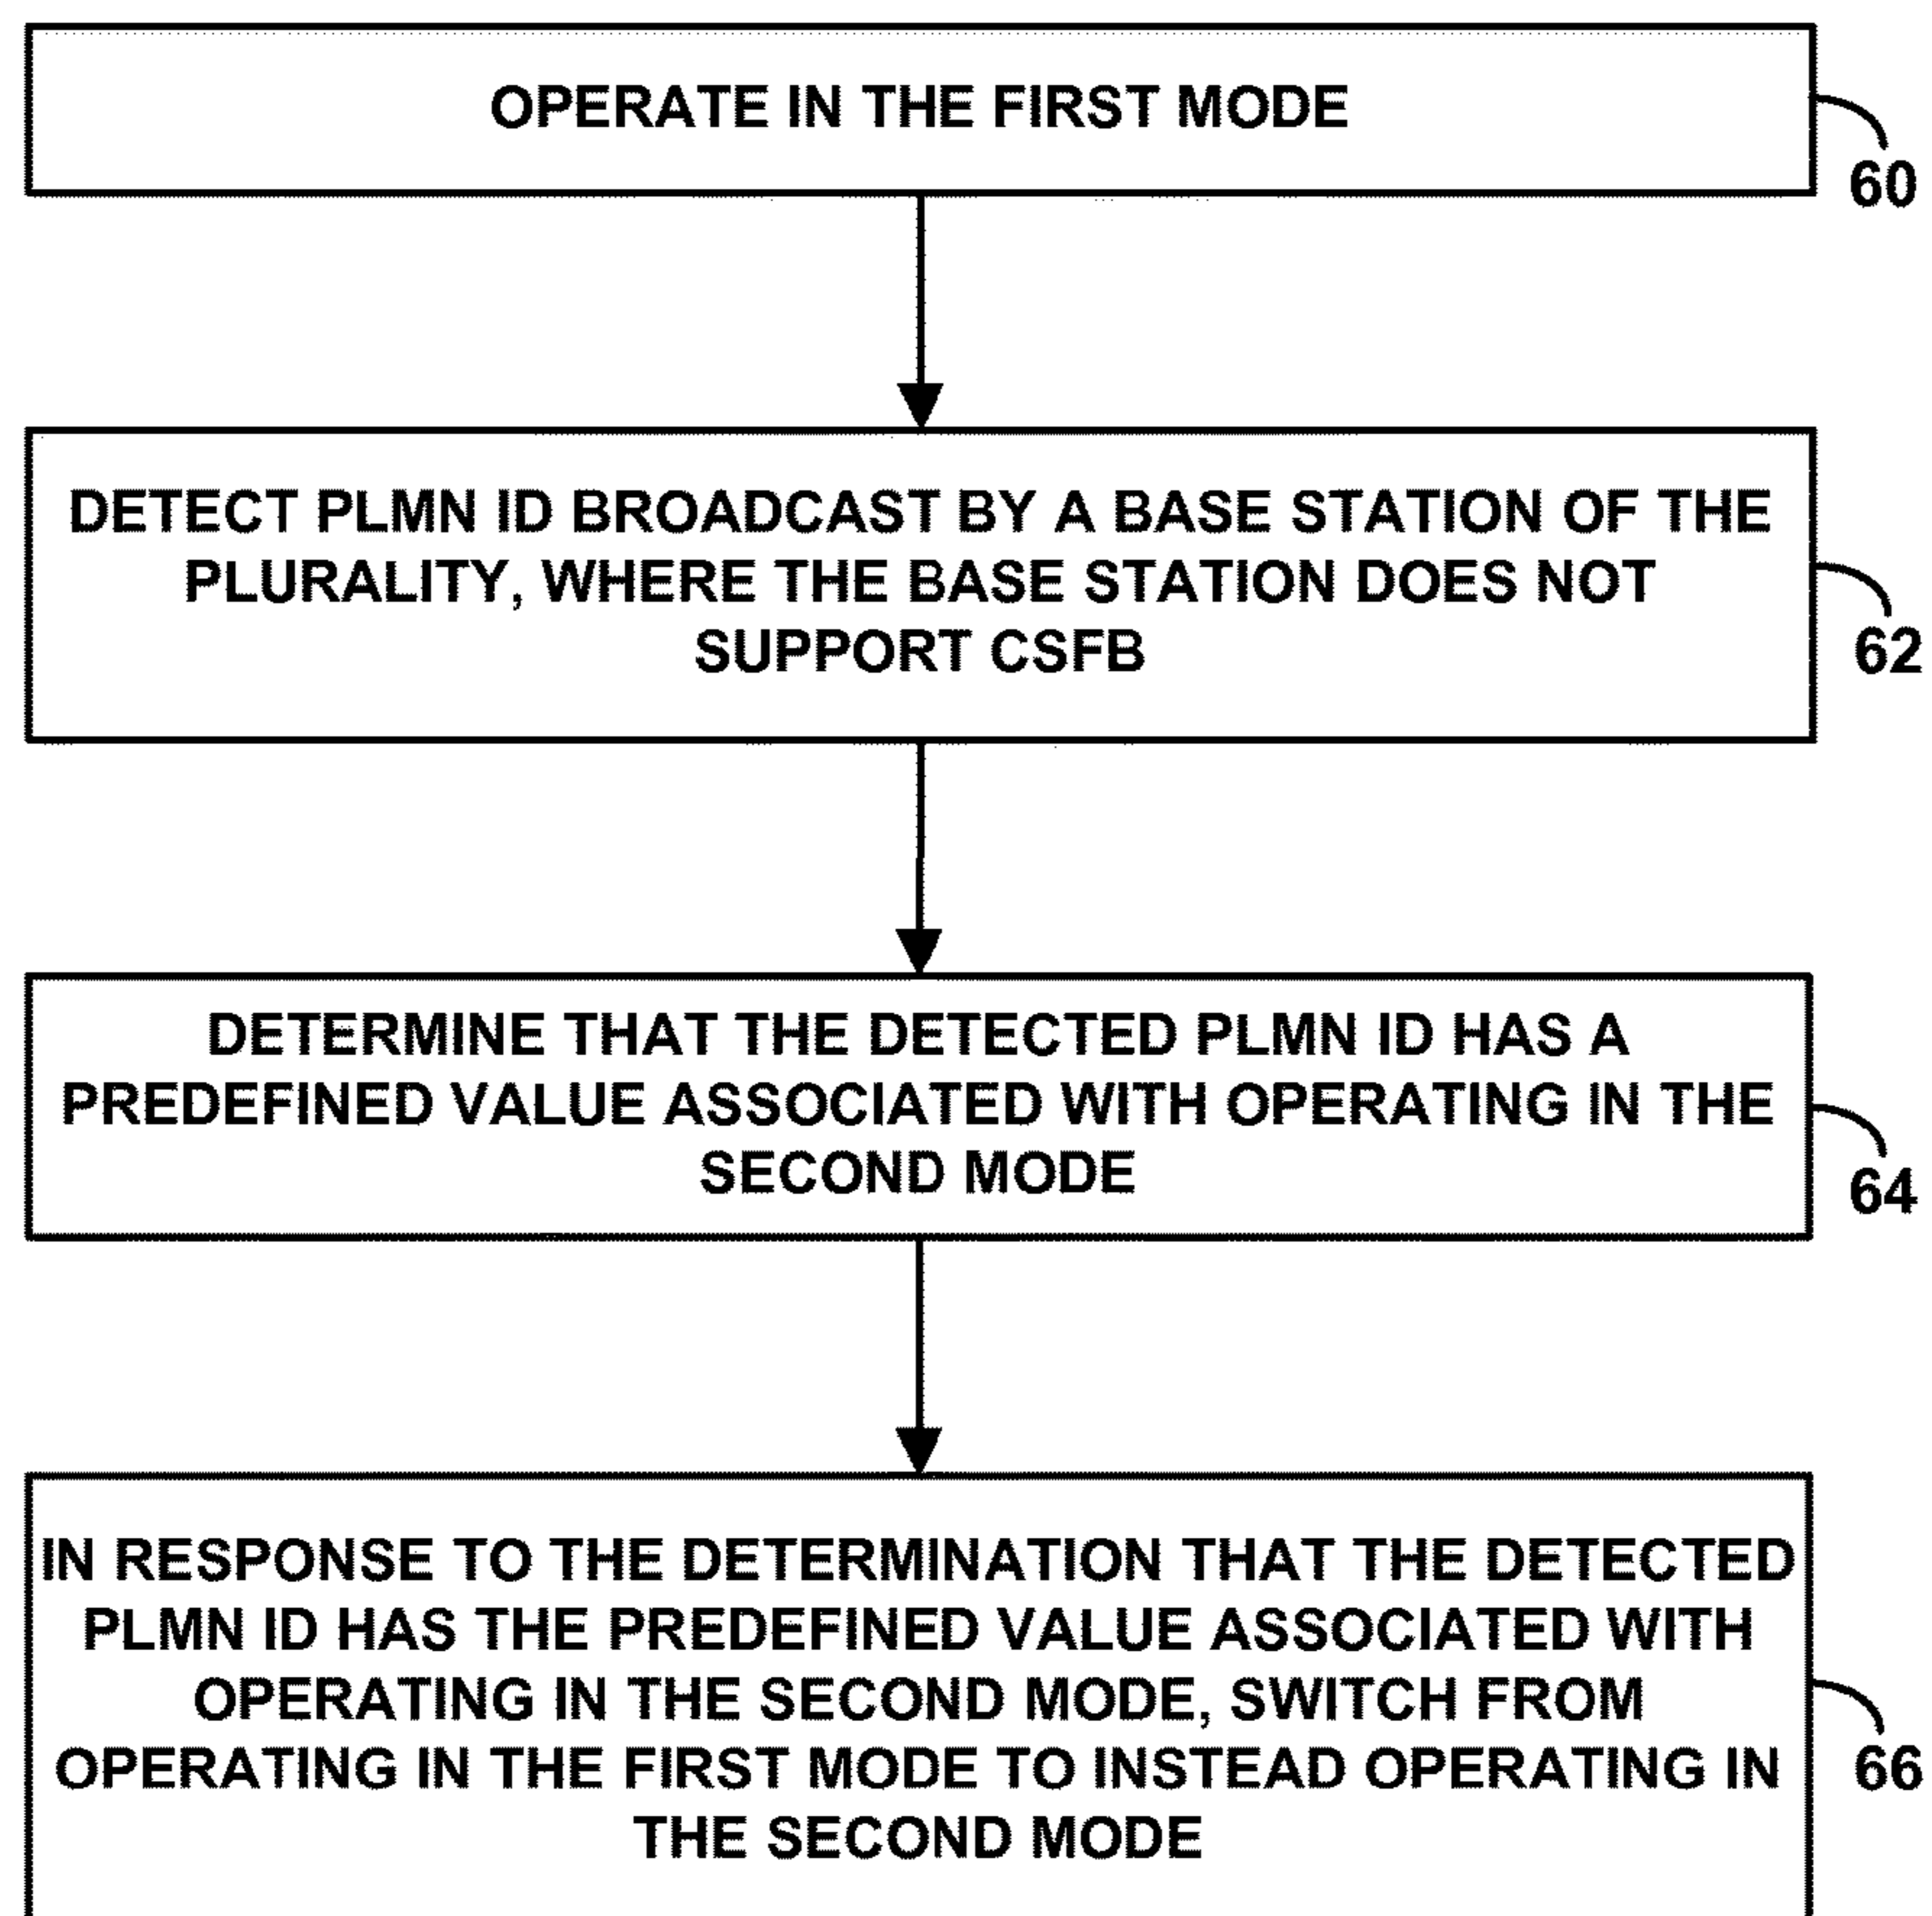 OPERATE IN THE FIRST MODE
60
DETECT PLMN ID BROADCAST BY A BASE STATION OF THE
PLURALITY, WHERE THE BASE STATION DOES NOT
SUPPORT CSFB
62
DETERMINE THAT THE DETECTED PLMN ID HAS A
PREDEFINED VALUE ASSOCIATED WITH OPERATING IN THE
SECOND MODE
64
IN RESPONSE TO THE DETERMINATION THAT THE DETECTED
PLMN ID HAS THE PREDEFINED VALUE ASSOCIATED WITH
OPERATING IN THE SECOND MODE, SWITCH FROM
OPERATING IN THE FIRST MODE TO INSTEAD OPERATING IN
THE SECOND MODE
66